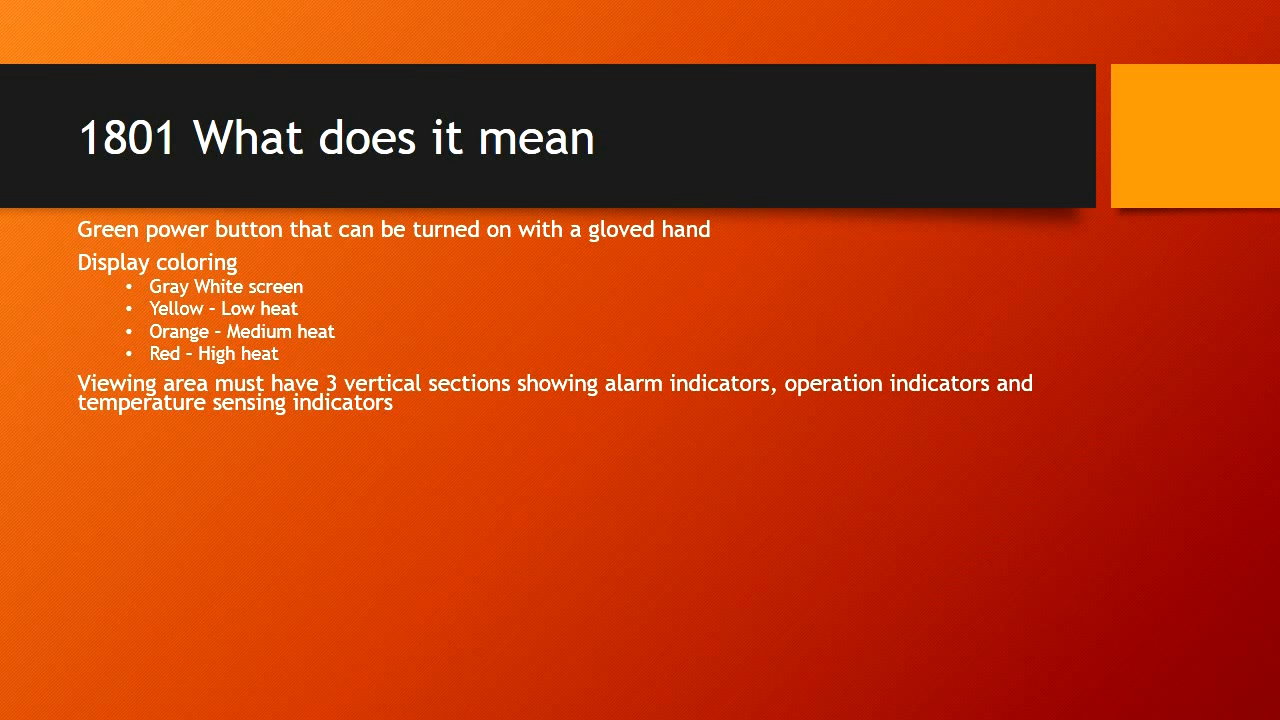 1801 What does it mean
Green power button that can be turned on with a gloved hand
Display coloring
• Gray White screen
• Yellow – Low heat
• Orange – Medium heat
• Red – High heat
Viewing area must have 3 vertical sections showing alarm indicators, operation indicators and
temperature sensing indicators